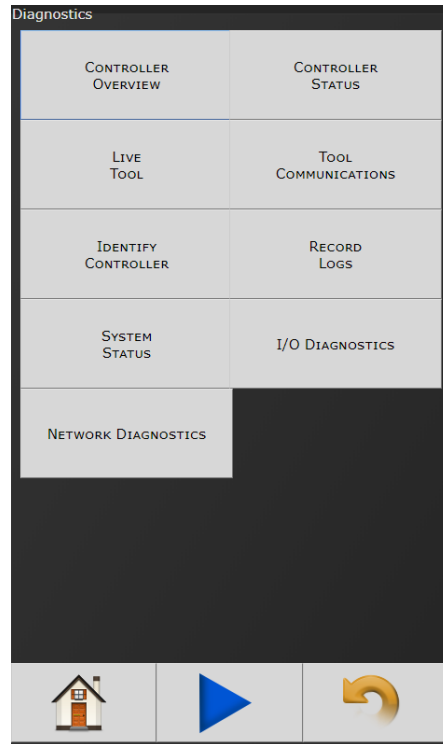 Diagnostics
Controller
Overview
Controller
Status
Live
Tool
Tool
Communications
Identify
Controller
Record
Logs
System
Status
I/O Diagnostics
Network Diagnostics